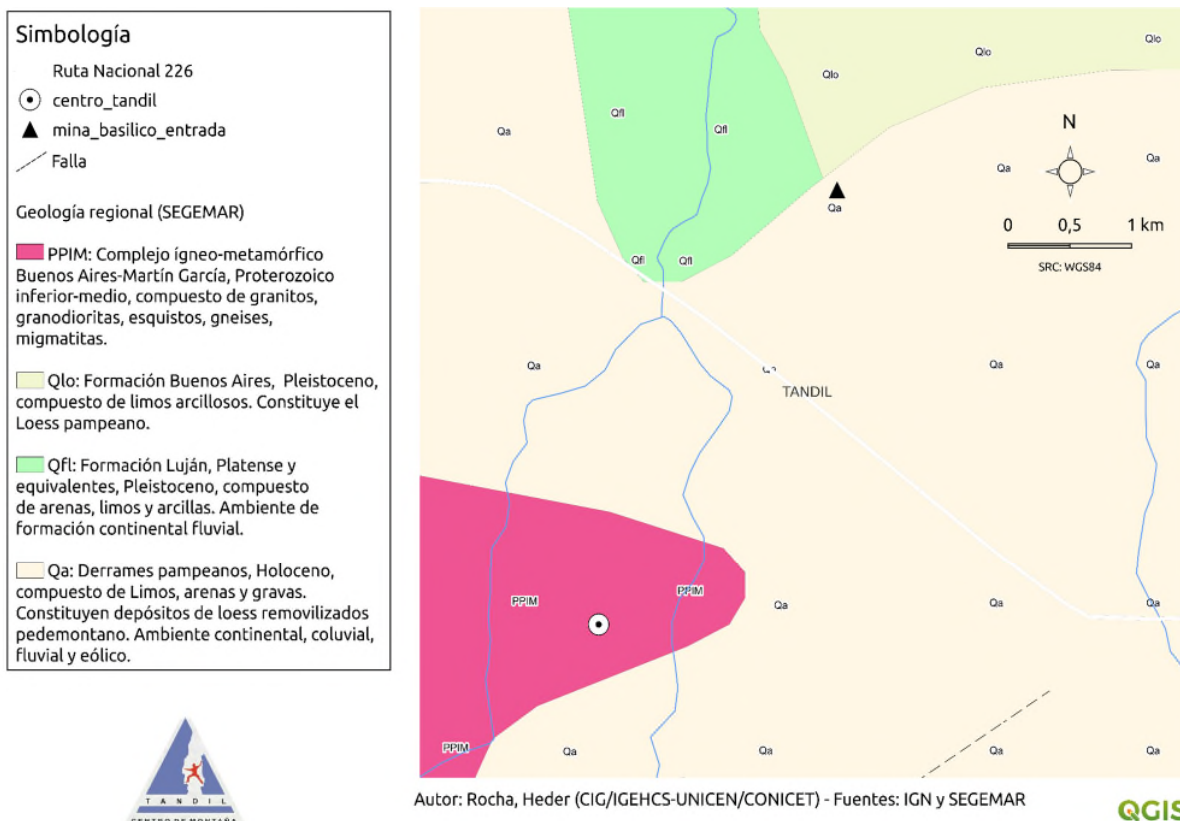 Simbología
Ruta Nacional 226
centro_tandil
mina_basilico_entrada
Falla
Geología regional (SEGEMAR)
PPIM: Complejo ígneo-metamórfico
Buenos Aires-Martín García, Proterozoico
inferior-medio, compuesto de granitos,
granodioritas, esquistos, gneises,
migmatitas.
Qlo: Formación Buenos Aires, Pleistoceno,
compuesto de limos arcillosos. Constituye el
Loess pampeano.
Qfl: Formación Luján, Platense y
equivalentes, Pleistoceno, compuesto
de arenas, limos y arcillas. Ambiente de
formación continental fluvial.
Qa: Derrames pampeanos, Holoceno,
compuesto de Limos, arenas y gravas.
Constituyen depósitos de loess removilizados
pedemontano. Ambiente continental, coluvial,
fluvial y eólico.
TANDIL
CENTRO DE MONTAÑA
Qlo
Qlo
Qlo
Qfl
Qfl
Qa
N
Qa
Qa
Qa
0 0,5 1 km
SRC: WGS84
Qfl Qfl
Qa
Qa
Qa
Qa
TANDIL
PPIM
PPIM
Qa
Qa
Qa
PPIM
Qa
Qa
Qa
Qa
Autor: Rocha, Heder (CIG/IGEHCS-UNICEN/CONICET) - Fuentes: IGN y SEGEMAR
QGIS